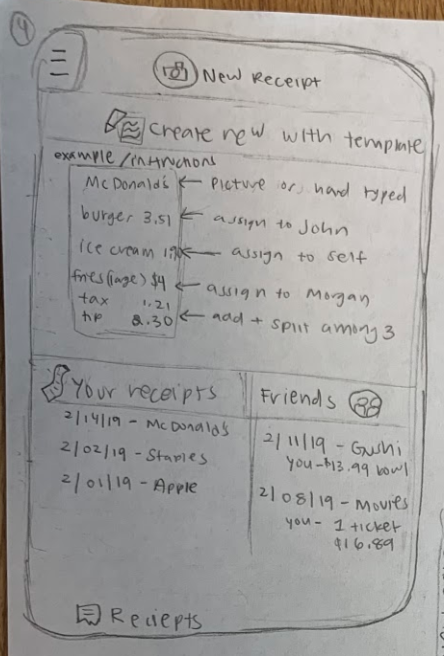 4
New Receipt
Create new with template
example/instructions
McDonald's ← Picture or hand typed
burger 3.51 ← assign to John
ice cream ← assign to self
fries (large) $4 ← assign to Morgan
tax 1.21
tip 2.30 ← add + split among 3
Your receipts
2/14/19 - McDonald's
2/02/19 - Staples
2/01/19 - Apple
Friends
2/11/19 - Gushi
you - $13.99 bowl
2/08/19 - Movies
you - 1 ticket
$16.89
Reciepts